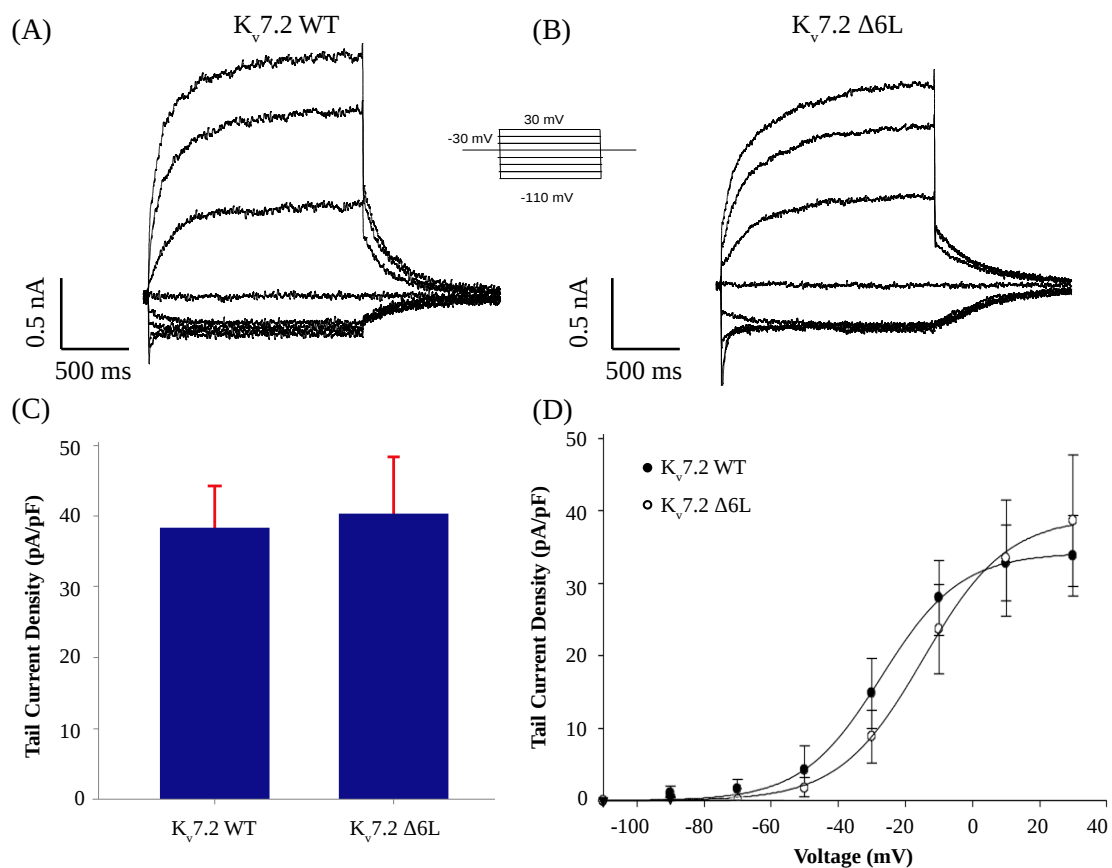 (A)
Kv7.2 WT
(B)
Kv7.2 Δ6L
30 mV
-30 mV
-110 mV
0.5 nA
500 ms
0.5 nA
500 ms
(C)
Tail Current Density (pA/pF)
50
40
30
20
10
0
Kv7.2 WT
Kv7.2 Δ6L
(D)
Tail Current Density (pA/pF)
50
40
30
20
10
0
Kv7.2 WT
Kv7.2 Δ6L
-100 -80 -60 -40 -20 0 20 40
Voltage (mV)